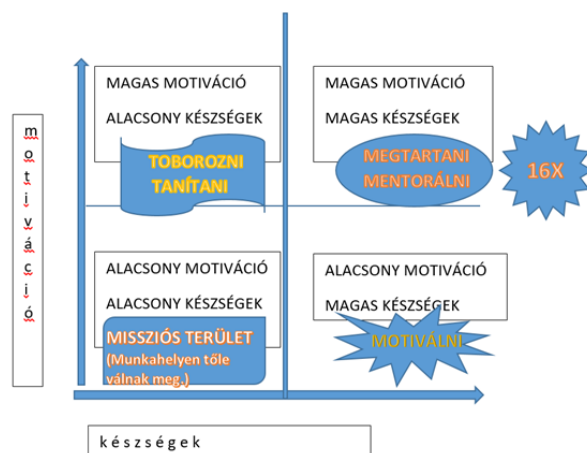 MAGAS MOTIVÁCIÓ
ALACSONY KÉSZSÉGEK
TOBOROZNI
TANÍTANI
MAGAS MOTIVÁCIÓ
MAGAS KÉSZSÉGEK
MEGTARTANI
MENTORÁLNI
16X
motiváció
ALACSONY MOTIVÁCIÓ
ALACSONY KÉSZSÉGEK
MISSZIÓS TERÜLET
(Munkahelyen tőle
válnak meg.)
ALACSONY MOTIVÁCIÓ
MAGAS KÉSZSÉGEK
MOTIVÁLNI
készségek